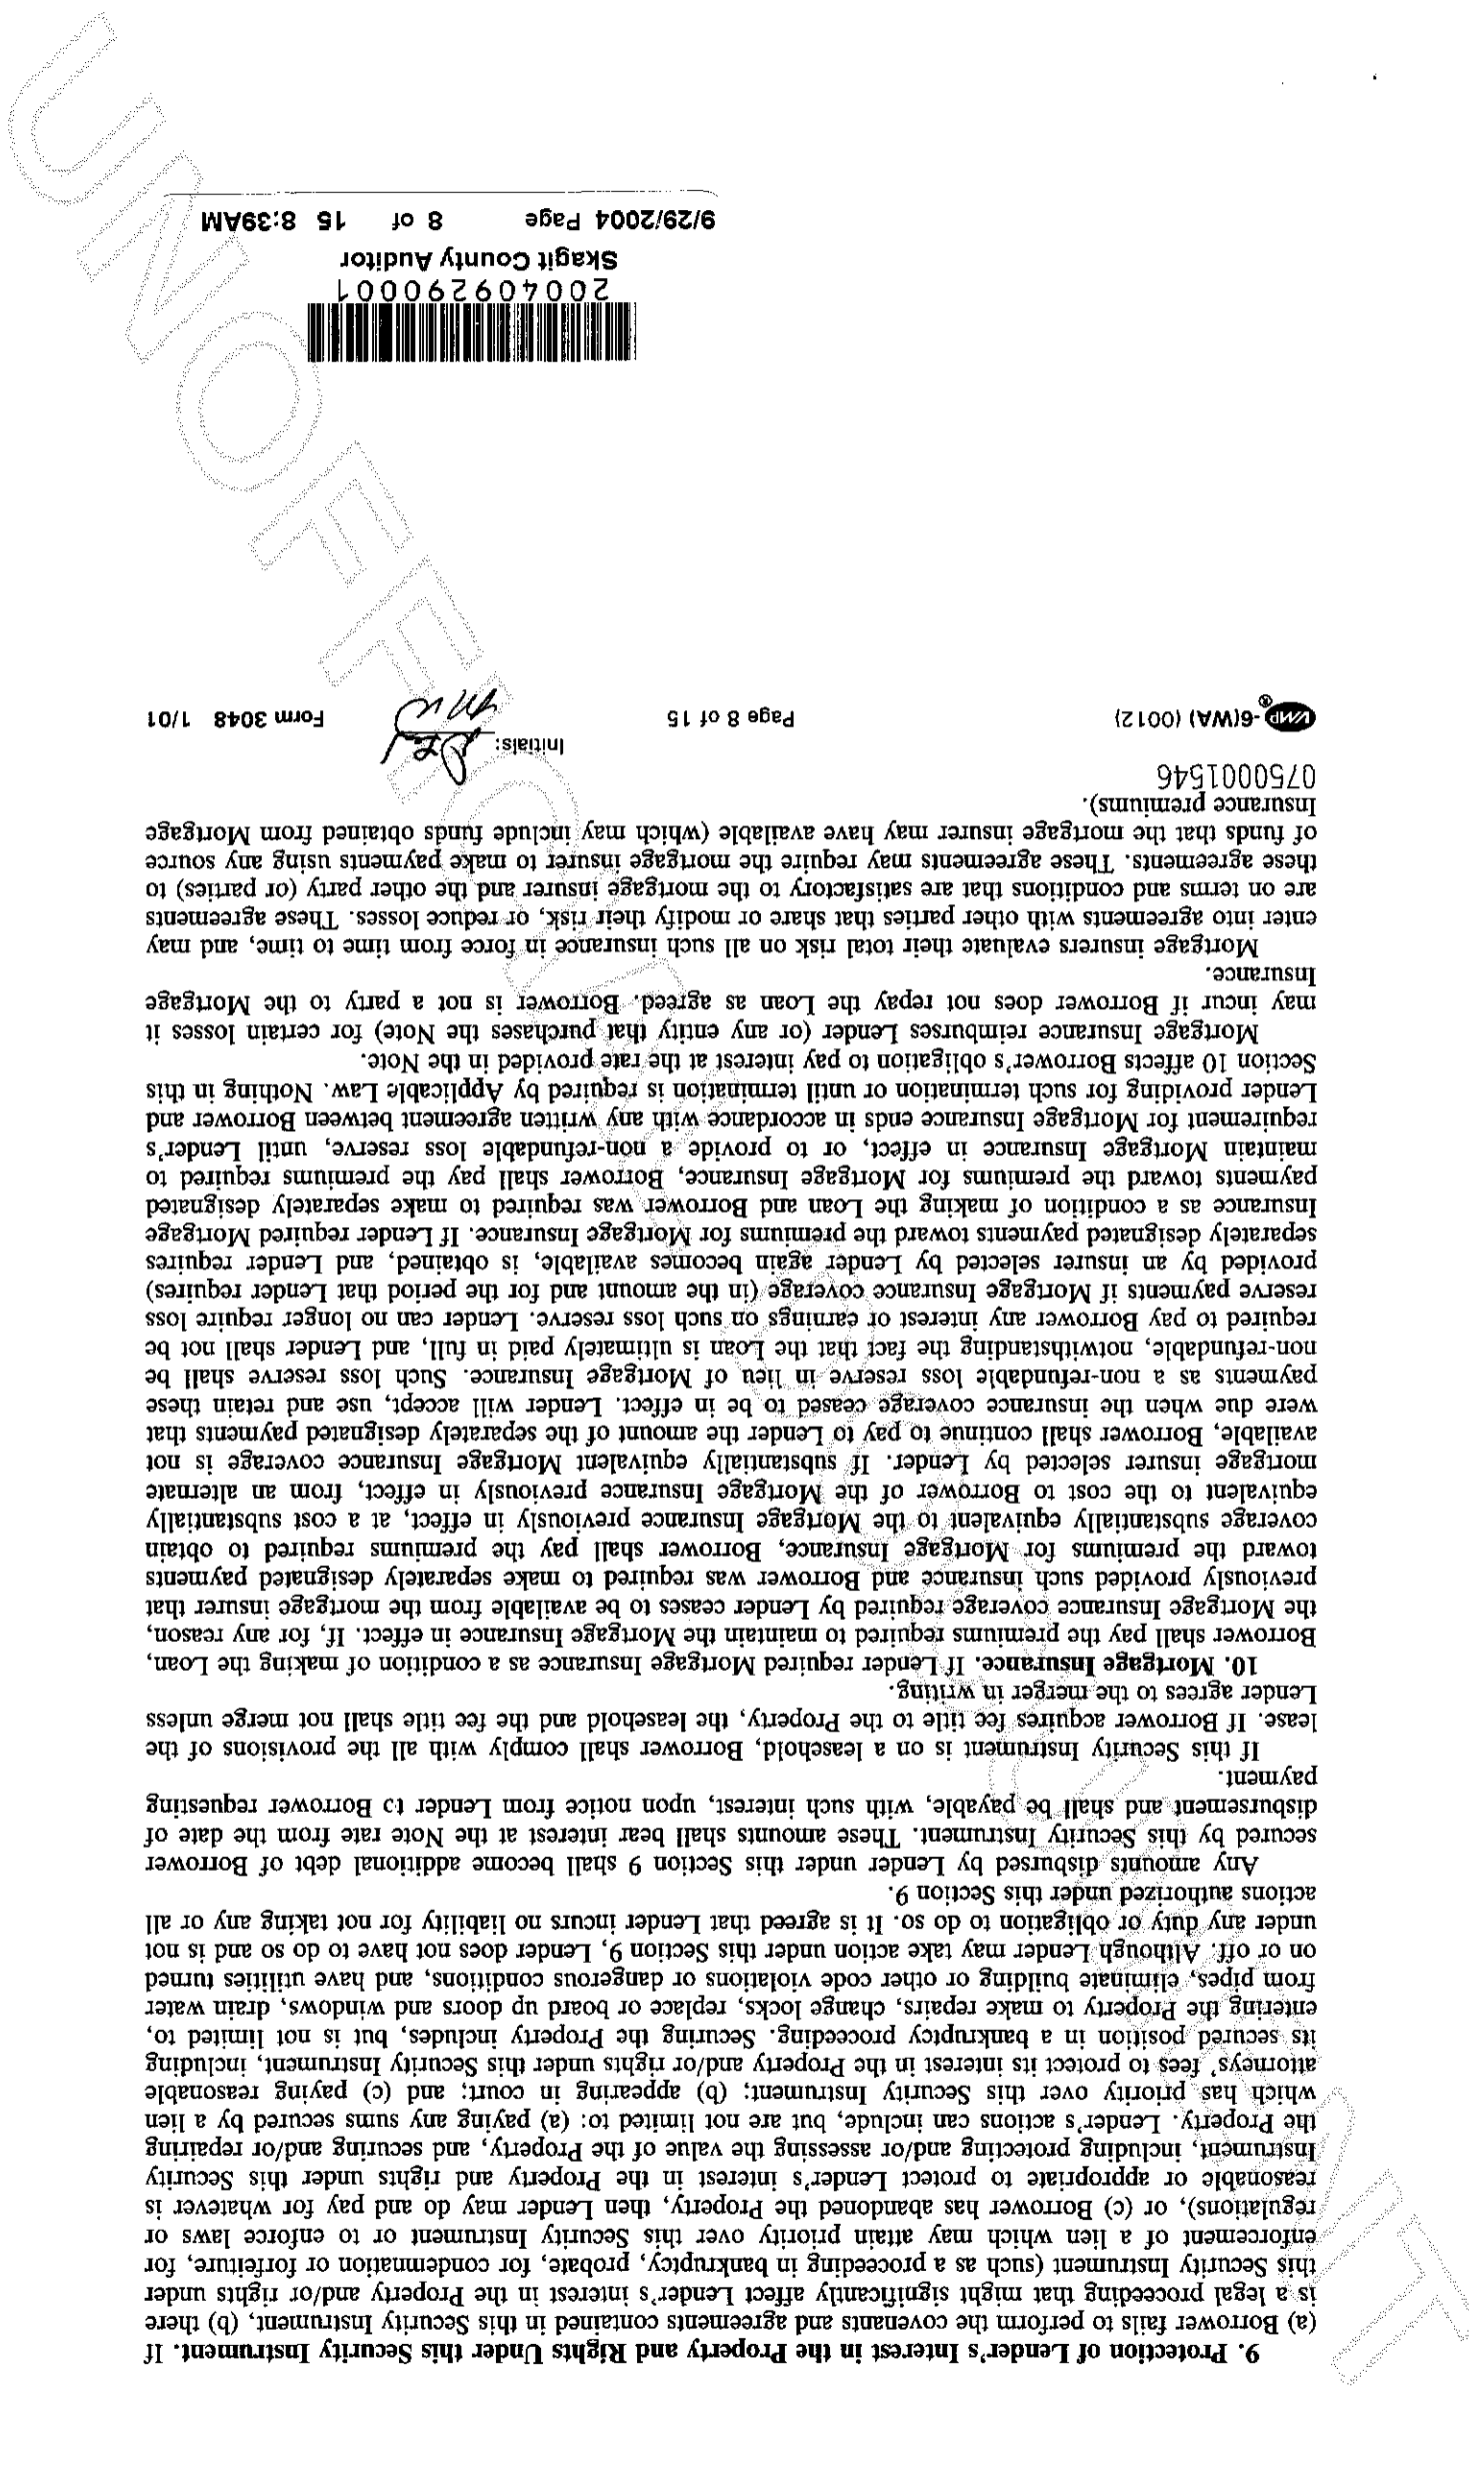 9. Protection of Lender's Interest in the Property and Rights Under this Security Instrument. If
(a) Borrower fails to perform the covenants and agreements contained in this Security Instrument, (b) there
is a legal proceeding that might significantly affect Lender's interest in the Property and/or rights under
this Security Instrument (such as a proceeding in bankruptcy, probate, for condemnation or forfeiture, for
enforcement of a lien which may attain priority over this Security Instrument or to enforce laws or
regulations), or (c) Borrower has abandoned the Property, then Lender may do and pay for whatever is
reasonable or appropriate to protect Lender's interest in the Property and rights under this Security
Instrument, including protecting and/or assessing the value of the Property, and securing and/or repairing
the Property. Lender's actions can include, but are not limited to: (a) paying any sums secured by a lien
which has priority over this Security Instrument; (b) appearing in court; and (c) paying reasonable
attorneys' fees to protect its interest in the Property and/or rights under this Security Instrument, including
its secured position in a bankruptcy proceeding. Securing the Property includes, but is not limited to,
entering the Property to make repairs, change locks, replace or board up doors and windows, drain water
from pipes, eliminate building or other code violations or dangerous conditions, and have utilities turned
on or off. Although Lender may take action under this Section 9, Lender does not have to do so and is not
under any duty or obligation to do so. It is agreed that Lender incurs no liability for not taking any or all
actions authorized under this Section 9.
Any amounts disbursed by Lender under this Section 9 shall become additional debt of Borrower
secured by this Security Instrument. These amounts shall bear interest at the Note rate from the date of
disbursement and shall be payable, with such interest, upon notice from Lender to Borrower requesting
payment.
If this Security Instrument is on a leasehold, Borrower shall comply with all the provisions of the
lease. If Borrower acquires fee title to the Property, the leasehold and the fee title shall not merge unless
Lender agrees to the merger in writing.
10. Mortgage Insurance. If Lender required Mortgage Insurance as a condition of making the Loan,
Borrower shall pay the premiums required to maintain the Mortgage Insurance in effect. If, for any reason,
the Mortgage Insurance coverage required by Lender ceases to be available from the mortgage insurer that
previously provided such insurance and Borrower was required to make separately designated payments
toward the premiums for Mortgage Insurance, Borrower shall pay the premiums required to obtain
coverage substantially equivalent to the Mortgage Insurance previously in effect, at a cost substantially
equivalent to the cost to Borrower of the Mortgage Insurance previously in effect, from an alternate
mortgage insurer selected by Lender. If substantially equivalent Mortgage Insurance coverage is not
available, Borrower shall continue to pay to Lender the amount of the separately designated payments that
were due when the insurance coverage ceased to be in effect. Lender will accept, use and retain these
payments as a non-refundable loss reserve in lieu of Mortgage Insurance. Such loss reserve shall be
non-refundable, notwithstanding the fact that the Loan is ultimately paid in full, and Lender shall not be
required to pay Borrower any interest or earnings on such loss reserve. Lender can no longer require loss
reserve payments if Mortgage Insurance coverage (in the amount and for the period that Lender requires)
provided by an insurer selected by Lender again becomes available, is obtained, and Lender requires
separately designated payments toward the premiums for Mortgage Insurance. If Lender required Mortgage
Insurance as a condition of making the Loan and Borrower was required to make separately designated
payments toward the premiums for Mortgage Insurance, Borrower shall pay the premiums required to
maintain Mortgage Insurance in effect, or to provide a non-refundable loss reserve, until Lender's
requirement for Mortgage Insurance ends in accordance with any written agreement between Borrower and
Lender providing for such termination or until termination is required by Applicable Law. Nothing in this
Section 10 affects Borrower's obligation to pay interest at the rate provided in the Note.
Mortgage Insurance reimburses Lender (or any entity that purchases the Note) for certain losses it
may incur if Borrower does not repay the Loan as agreed. Borrower is not a party to the Mortgage
Insurance.
Mortgage insurers evaluate their total risk on all such insurance in force from time to time, and may
enter into agreements with other parties that share or modify their risk, or reduce losses. These agreements
are on terms and conditions that are satisfactory to the mortgage insurer and the other party (or parties) to
these agreements. These agreements may require the mortgage insurer to make payments using any source
of funds that the mortgage insurer may have available (which may include funds obtained from Mortgage
Insurance premiums).
0750001546
Initials:
VMP®-6(WA) (0012) Page 8 of 15 Form 3048 1/01
200409290001
Skagit County Auditor
9/29/2004 Page 8 of 15 8:39AM
UNOFFICIAL DOCUMENT